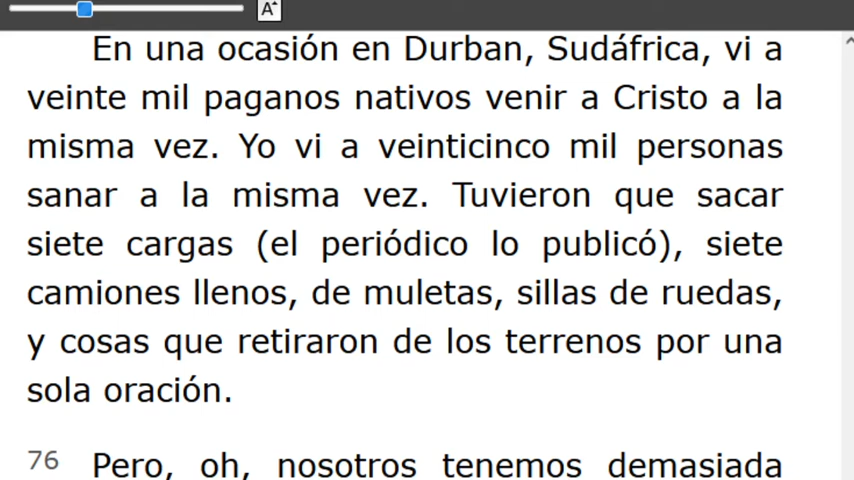 A
En una ocasión en Durban, Sudáfrica, vi a
veinte mil paganos nativos venir a Cristo a la
misma vez. Yo vi a veinticinco mil personas
sanar a la misma vez. Tuvieron que sacar
siete cargas (el periódico lo publicó), siete
camiones llenos, de muletas, sillas de ruedas,
y cosas que retiraron de los terrenos por una
sola oración.
76 Pero, oh, nosotros tenemos demasiada